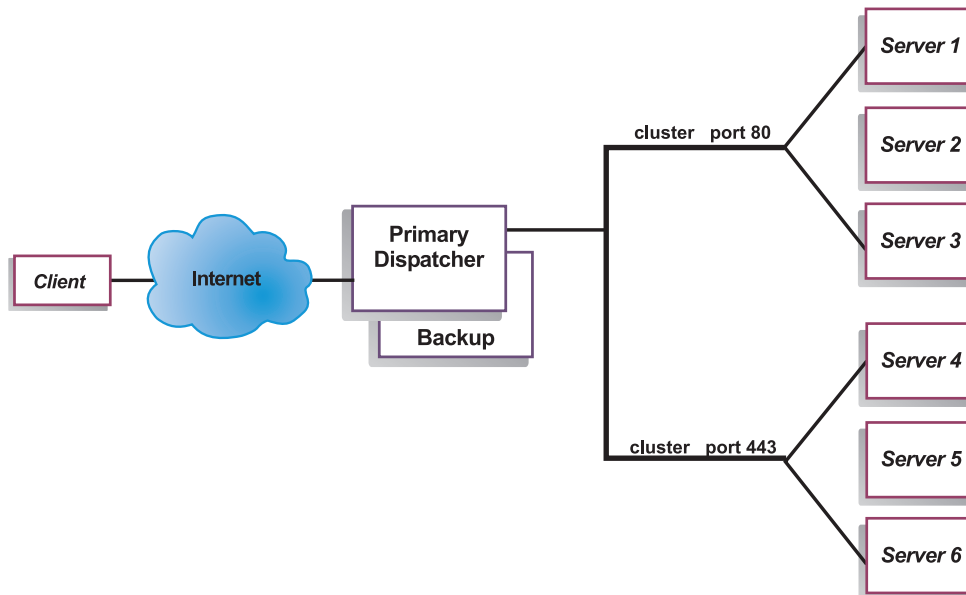 Client
Internet
Primary
Dispatcher
Backup
cluster port 80
Server 1
Server 2
Server 3
cluster port 443
Server 4
Server 5
Server 6